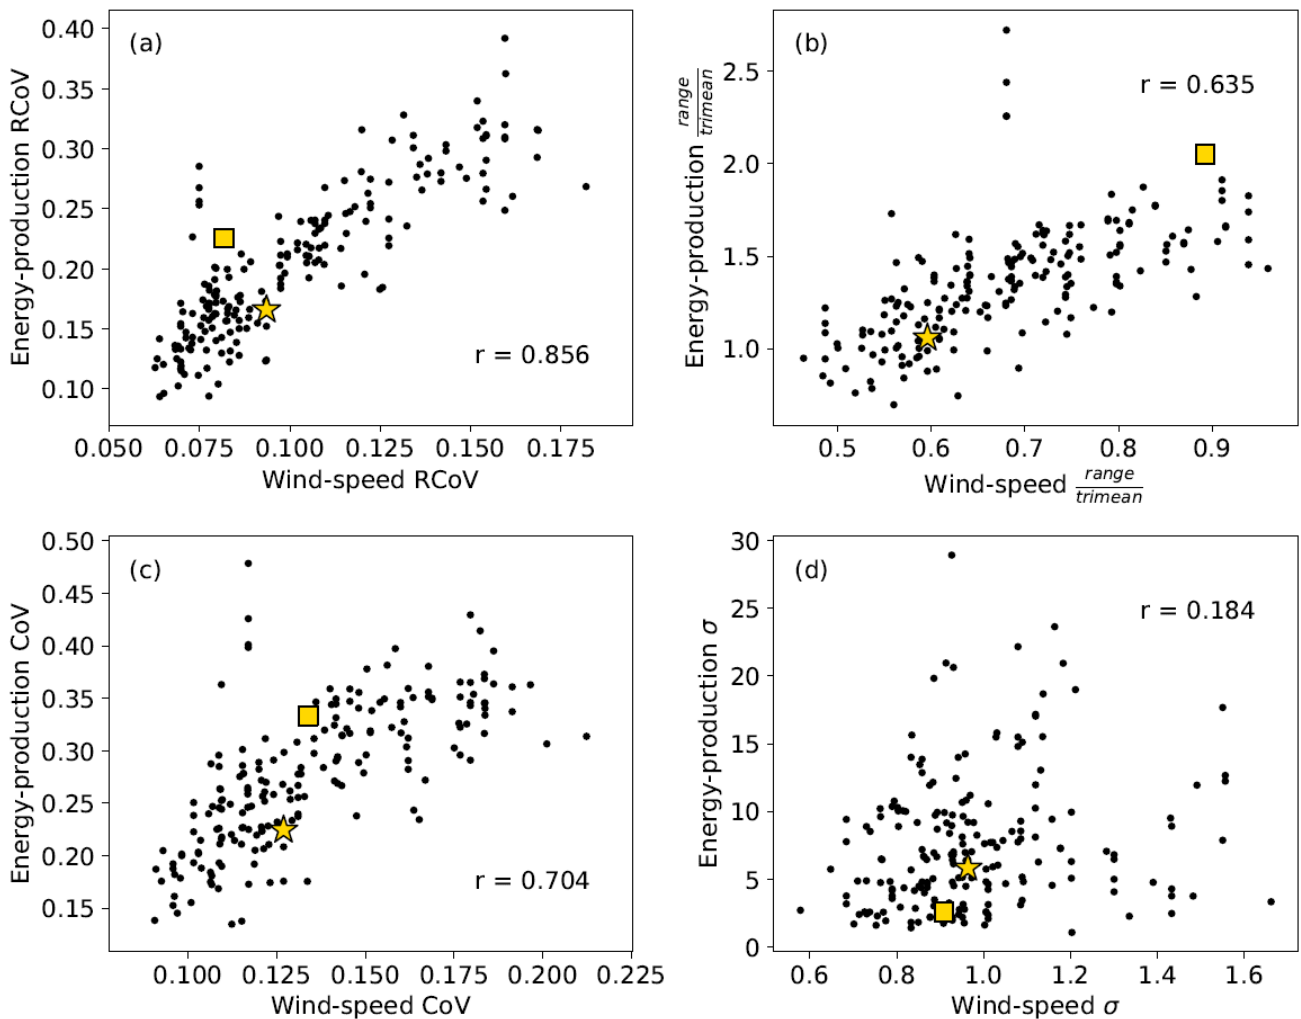 (a)
Energy-production RCoV
0.40
0.35
0.30
0.25
0.20
0.15
0.10
r = 0.856
0.050 0.075 0.100 0.125 0.150 0.175
Wind-speed RCoV
(b)
Energy-production range/trimean
2.5
2.0
1.5
1.0
r = 0.635
0.5 0.6 0.7 0.8 0.9
Wind-speed range/trimean
(c)
Energy-production CoV
0.50
0.45
0.40
0.35
0.30
0.25
0.20
0.15
r = 0.704
0.100 0.125 0.150 0.175 0.200 0.225
Wind-speed CoV
(d)
Energy-production σ
30
25
20
15
10
5
0
r = 0.184
0.6 0.8 1.0 1.2 1.4 1.6
Wind-speed σ